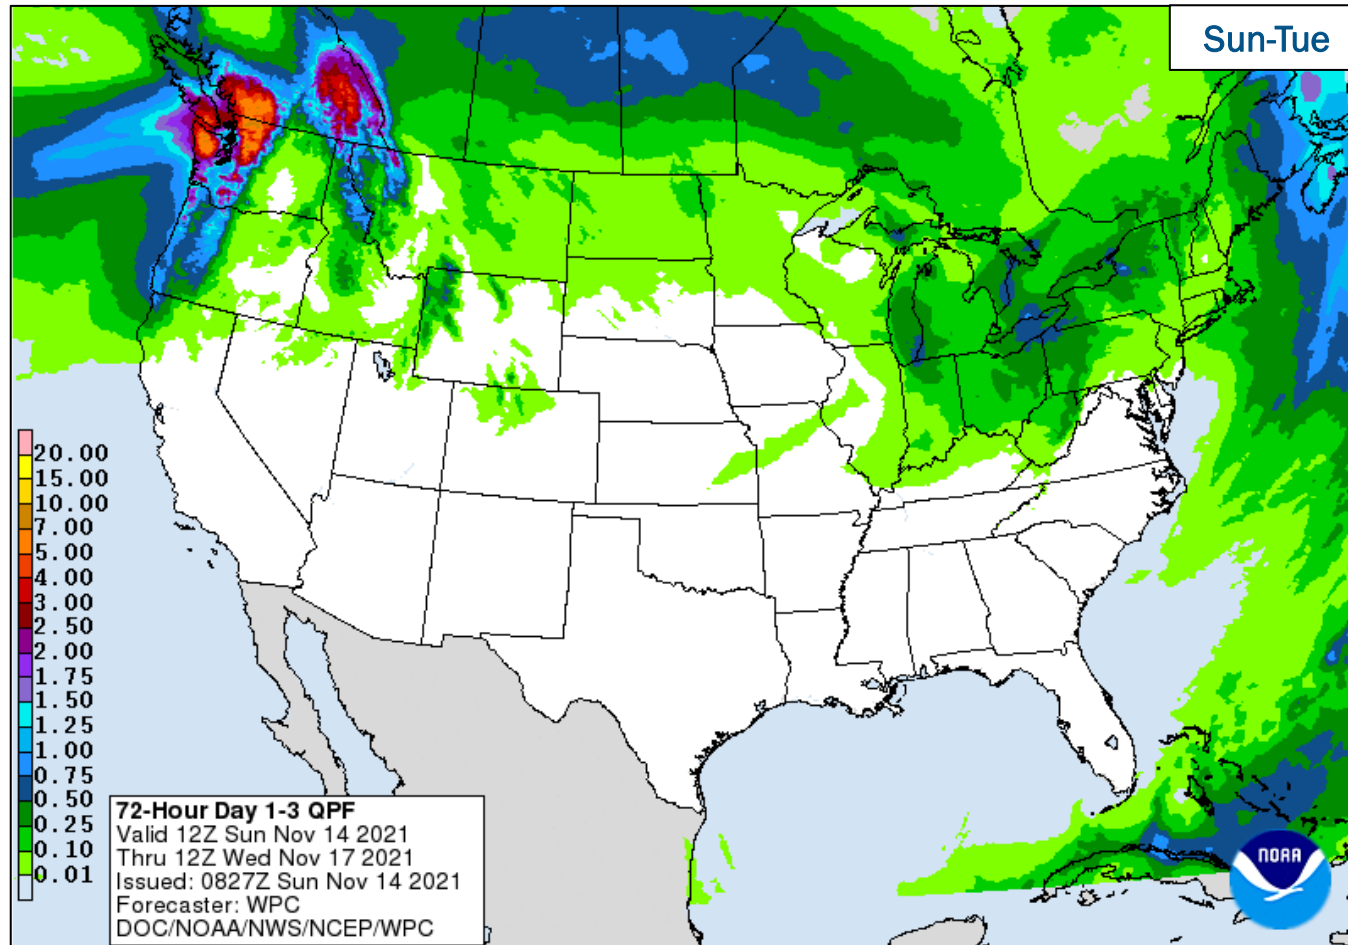 Sun-Tue
20.00
15.00
10.00
7.00
5.00
4.00
3.00
2.50
2.00
1.75
1.50
1.25
1.00
0.75
0.50
0.25
0.10
0.01
72-Hour Day 1-3 QPF
Valid 12Z Sun Nov 14 2021
Thru 12Z Wed Nov 17 2021
Issued: 0827Z Sun Nov 14 2021
Forecaster: WPC
DOC/NOAA/NWS/NCEP/WPC
NOAA